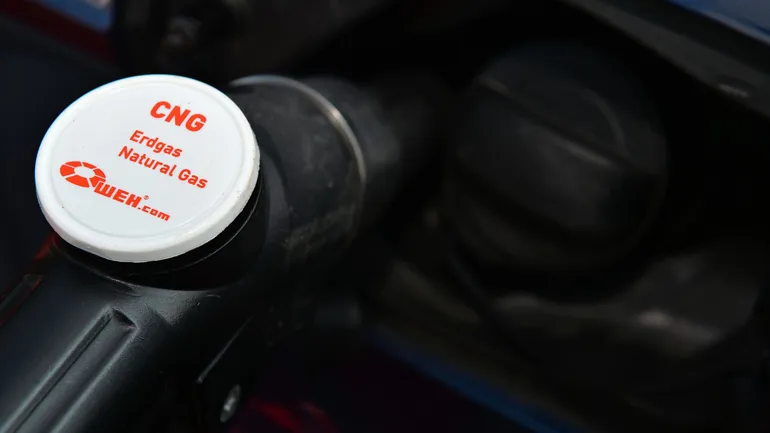 CNG
Erdgas
Natural Gas
WEH®.com